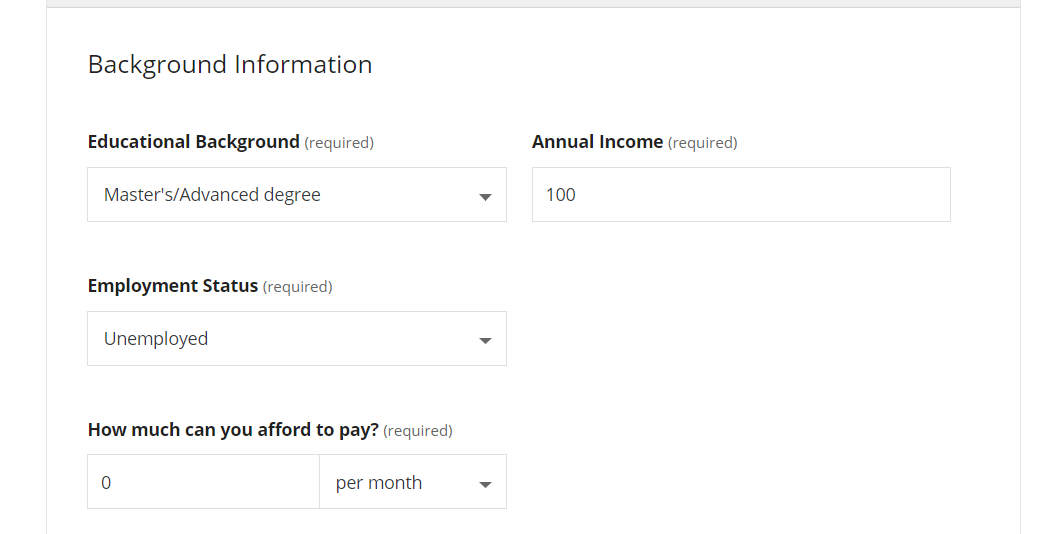 Background Information
Educational Background (required)
Annual Income (required)
Master's/Advanced degree
100
Employment Status (required)
Unemployed
How much can you afford to pay? (required)
0
per month